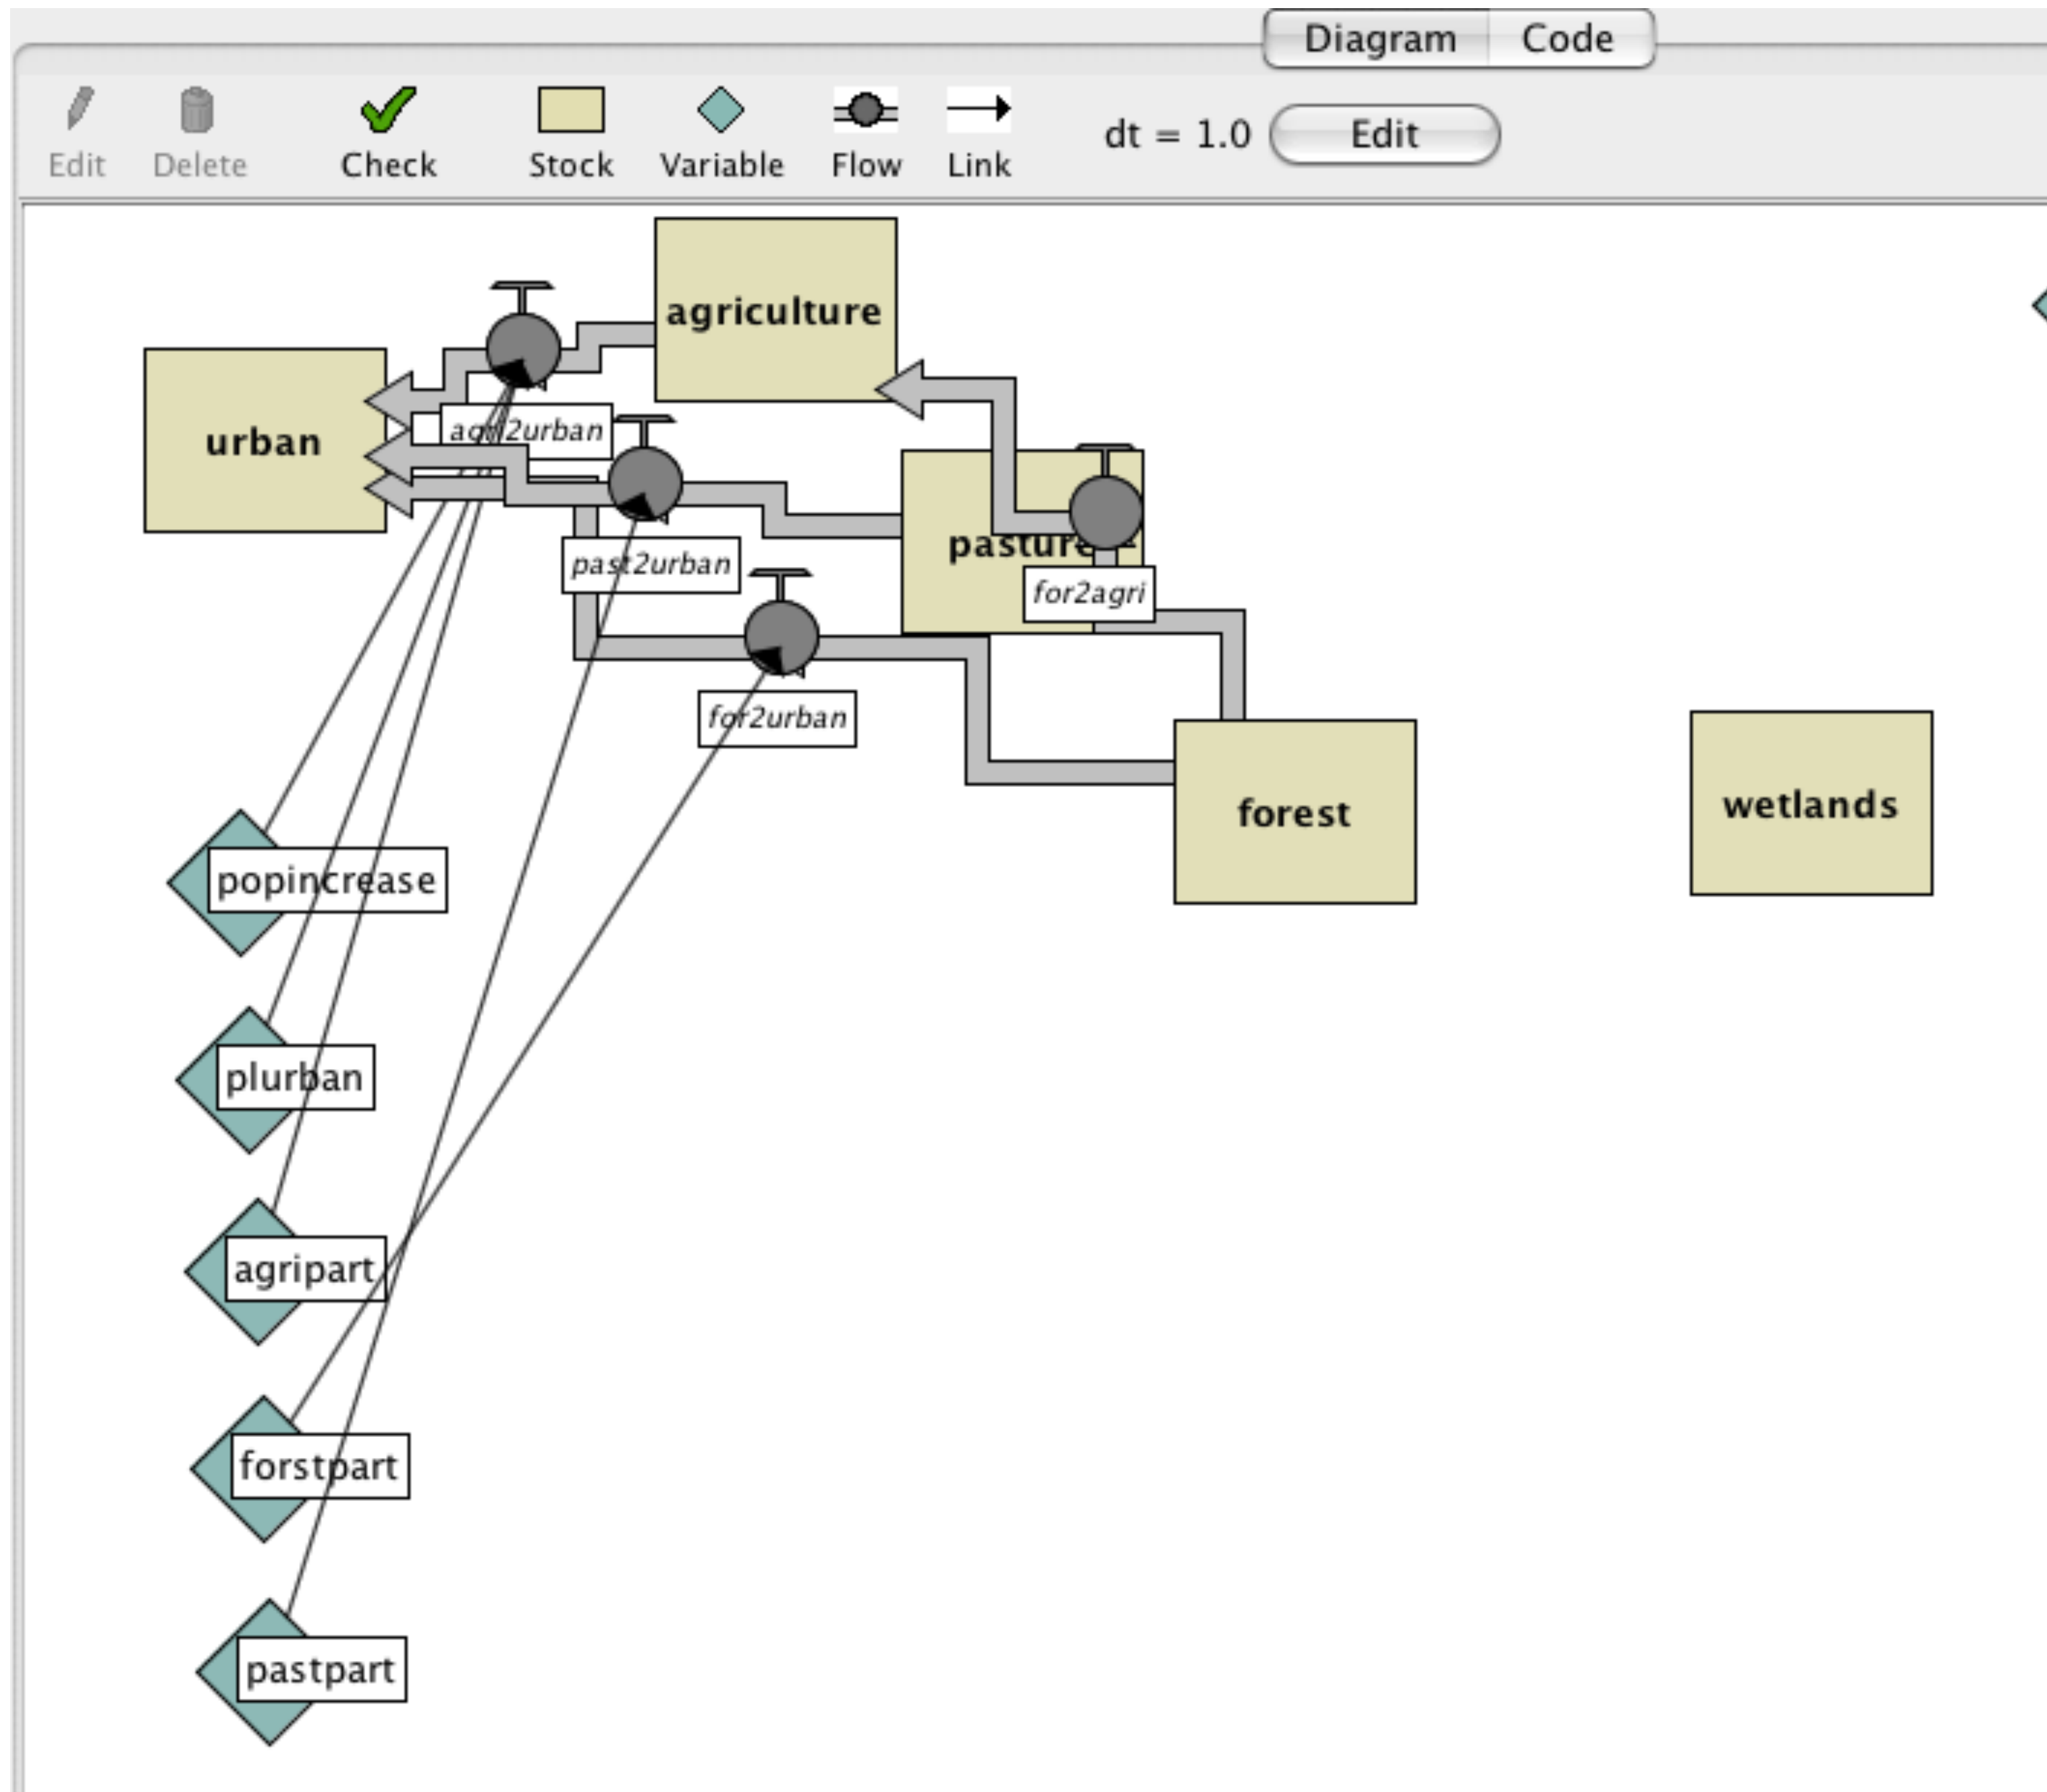 Diagram Code
Edit Delete Check Stock Variable Flow Link dt = 1.0 Edit
agriculture
urban
agri2urban
past2urban
pasture
for2agri
for2urban
forest
wetlands
popincrease
plurban
agripart
forstpart
pastpart